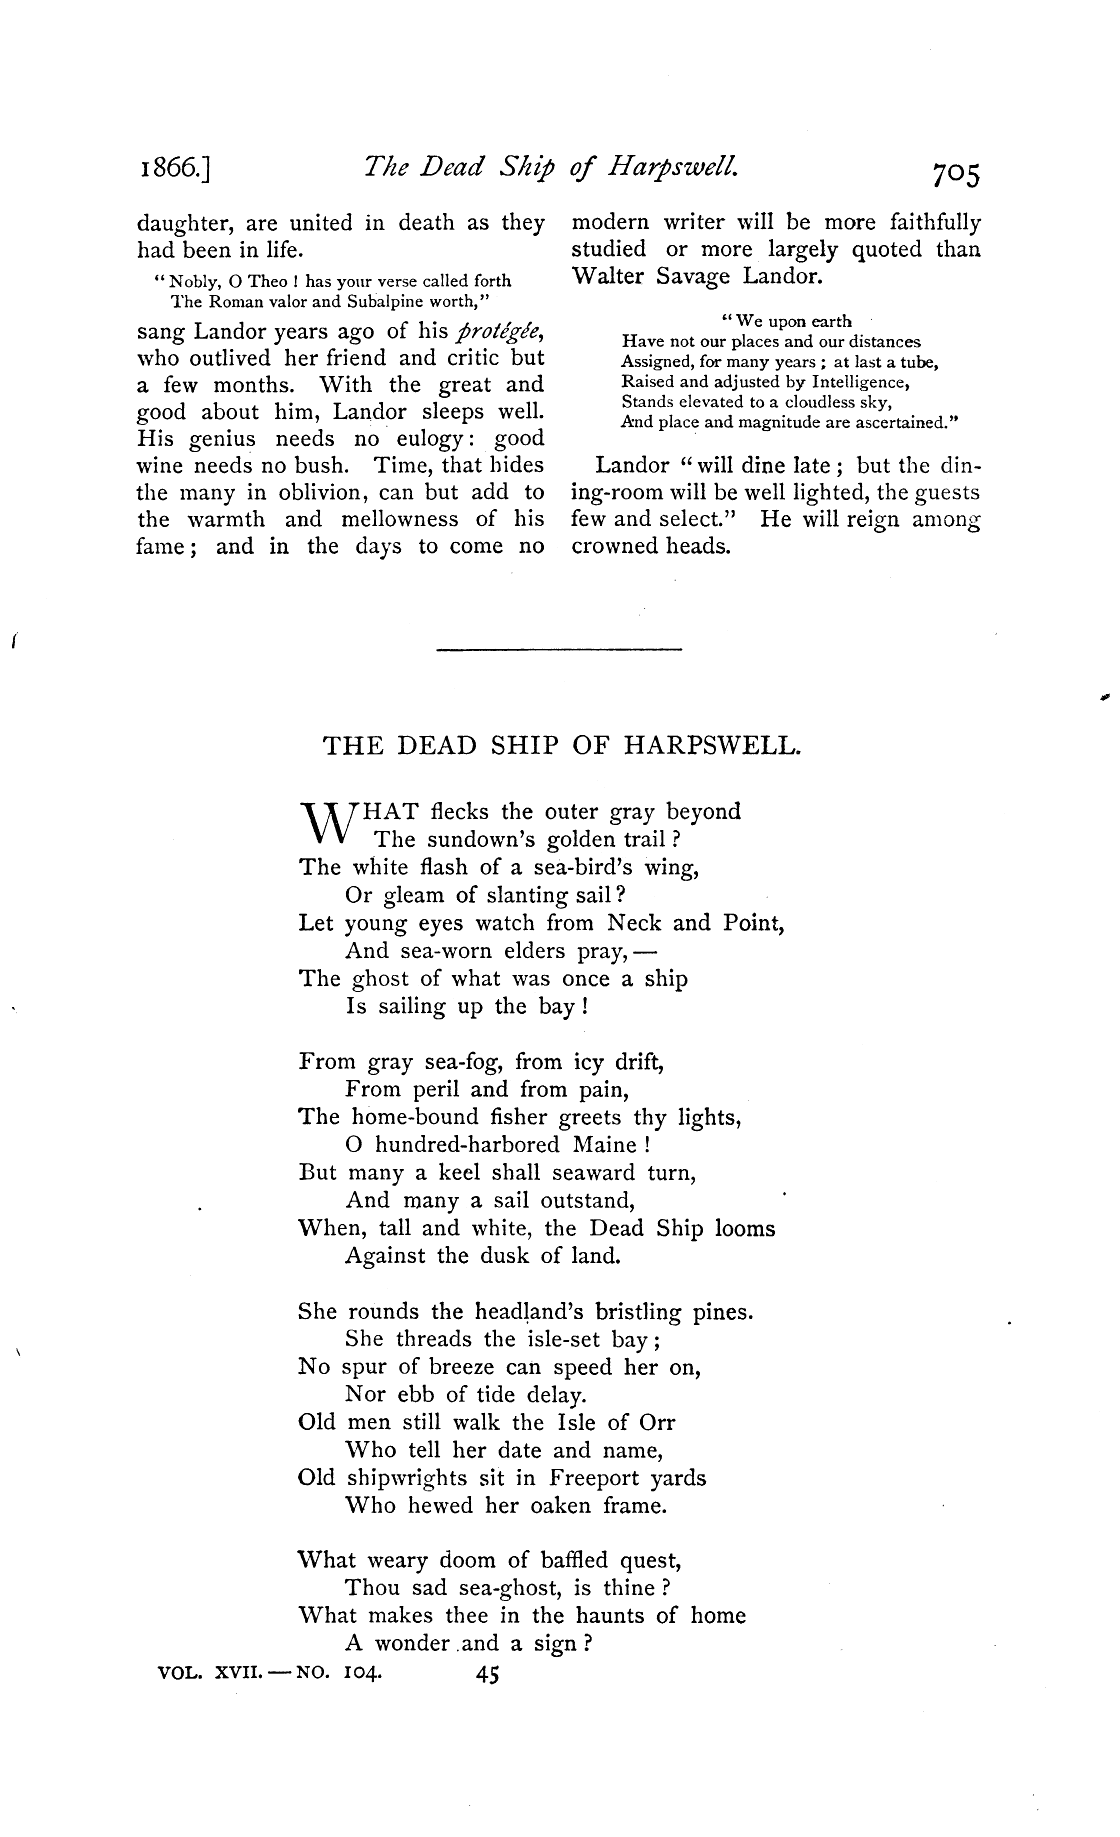 1866.] The Dead Ship of Harpswell. 705
daughter, are united in death as they
had been in life.
“Nobly, O Theo! has your verse called forth
The Roman valor and Subalpine worth,”
sang Landor years ago of his protégée,
who outlived her friend and critic but
a few months. With the great and
good about him, Landor sleeps well.
His genius needs no eulogy: good
wine needs no bush. Time, that hides
the many in oblivion, can but add to
the warmth and mellowness of his
fame; and in the days to come no
modern writer will be more faithfully
studied or more largely quoted than
Walter Savage Landor.
“We upon earth
Have not our places and our distances
Assigned, for many years; at last a tube,
Raised and adjusted by Intelligence,
Stands elevated to a cloudless sky,
And place and magnitude are ascertained.”
Landor “will dine late; but the din-
ing-room will be well lighted, the guests
few and select.” He will reign among
crowned heads.
THE DEAD SHIP OF HARPSWELL.
WHAT flecks the outer gray beyond
The sundown's golden trail?
The white flash of a sea-bird's wing,
Or gleam of slanting sail?
Let young eyes watch from Neck and Point,
And sea-worn elders pray,—
The ghost of what was once a ship
Is sailing up the bay!
From gray sea-fog, from icy drift,
From peril and from pain,
The home-bound fisher greets thy lights,
O hundred-harbored Maine!
But many a keel shall seaward turn,
And many a sail outstand,
When, tall and white, the Dead Ship looms
Against the dusk of land.
She rounds the headland's bristling pines.
She threads the isle-set bay;
No spur of breeze can speed her on,
Nor ebb of tide delay.
Old men still walk the Isle of Orr
Who tell her date and name,
Old shipwrights sit in Freeport yards
Who hewed her oaken frame.
What weary doom of baffled quest,
Thou sad sea-ghost, is thine?
What makes thee in the haunts of home
A wonder and a sign?
VOL. XVII.—NO. 104. 45